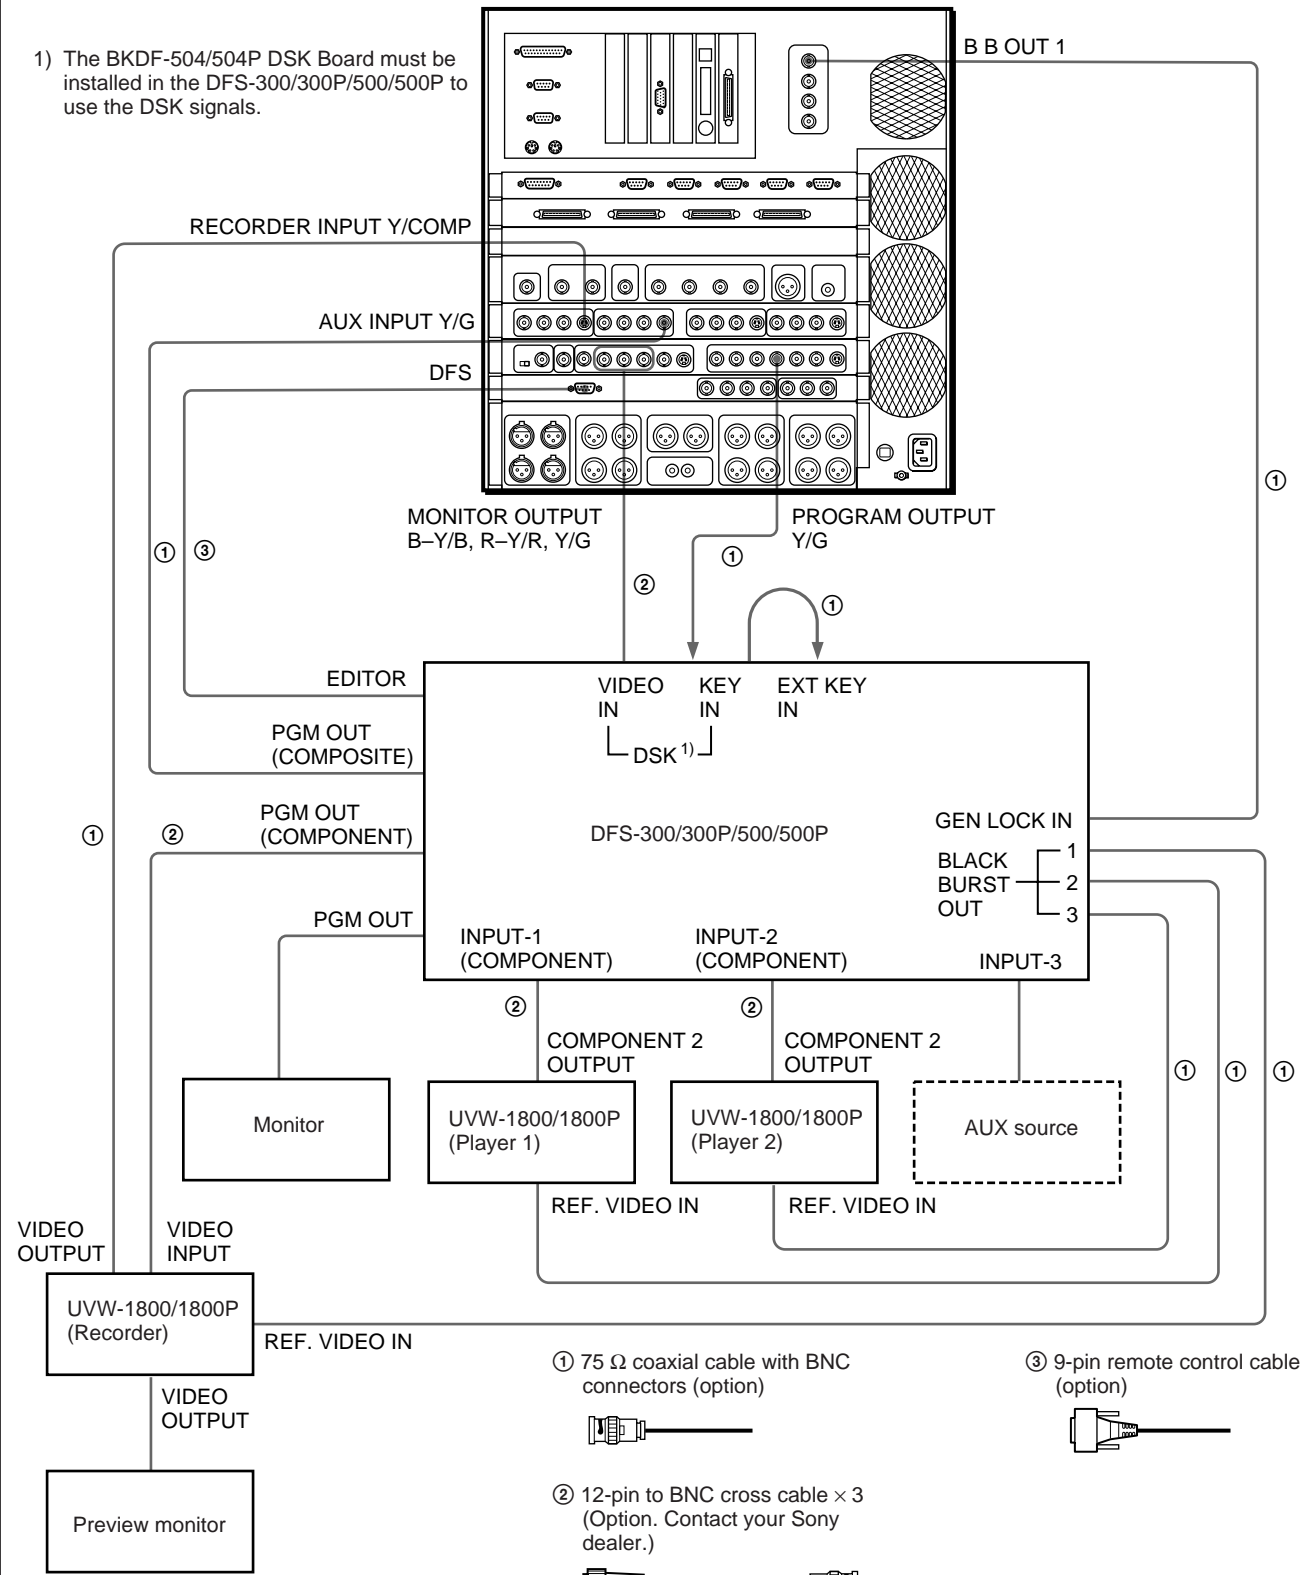 1) The BKDF-504/504P DSK Board must be
installed in the DFS-300/300P/500/500P to
use the DSK signals.
B B OUT 1
RECORDER INPUT Y/COMP
AUX INPUT Y/G
DFS
MONITOR OUTPUT
B–Y/B, R–Y/R, Y/G
PROGRAM OUTPUT
Y/G
①
①
③
①
②
①
EDITOR
VIDEO
IN
KEY
IN
EXT KEY
IN
DSK 1)
PGM OUT
(COMPOSITE)
PGM OUT
(COMPONENT)
①
②
DFS-300/300P/500/500P
GEN LOCK IN
BLACK
BURST
OUT
1
2
3
PGM OUT
INPUT-1
(COMPONENT)
INPUT-2
(COMPONENT)
INPUT-3
②
②
COMPONENT 2
OUTPUT
COMPONENT 2
OUTPUT
①
①
①
Monitor
UVW-1800/1800P
(Player 1)
UVW-1800/1800P
(Player 2)
AUX source
REF. VIDEO IN
REF. VIDEO IN
VIDEO
OUTPUT
VIDEO
INPUT
UVW-1800/1800P
(Recorder)
REF. VIDEO IN
VIDEO
OUTPUT
Preview monitor
① 75 Ω coaxial cable with BNC
connectors (option)
③ 9-pin remote control cable
(option)
② 12-pin to BNC cross cable × 3
(Option. Contact your Sony
dealer.)